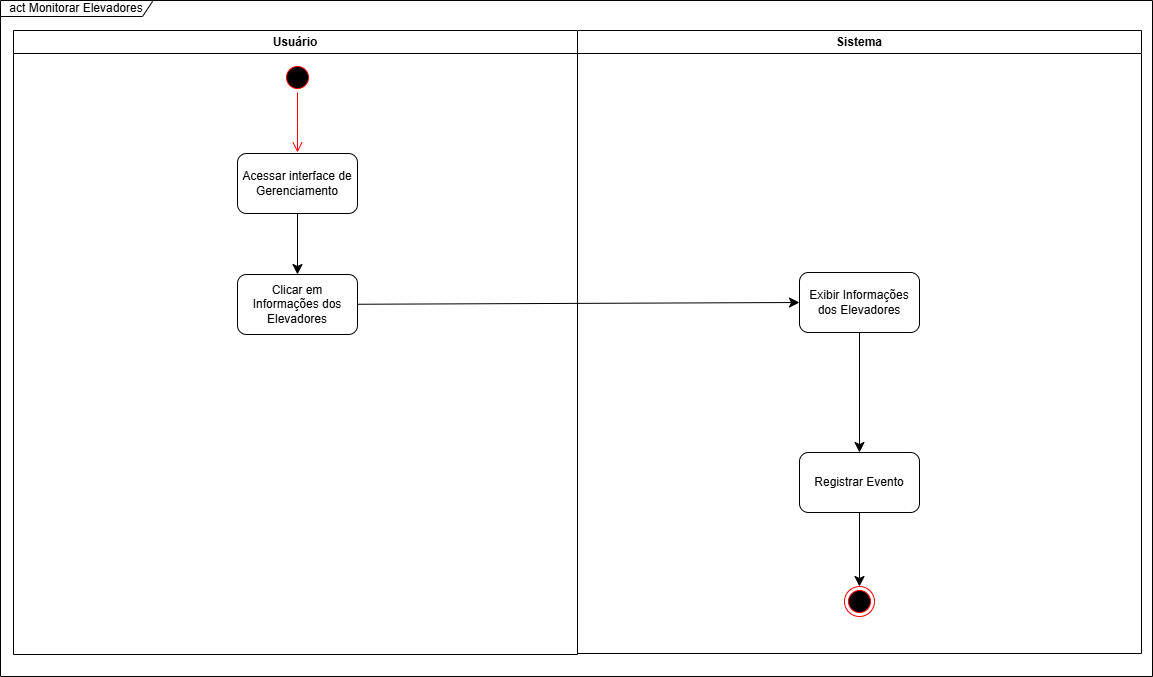 act Monitorar Elevadores
Usuário
Sistema
Acessar interface de
Gerenciamento
Clicar em
Informações dos
Elevadores
Exibir Informações
dos Elevadores
Registrar Evento